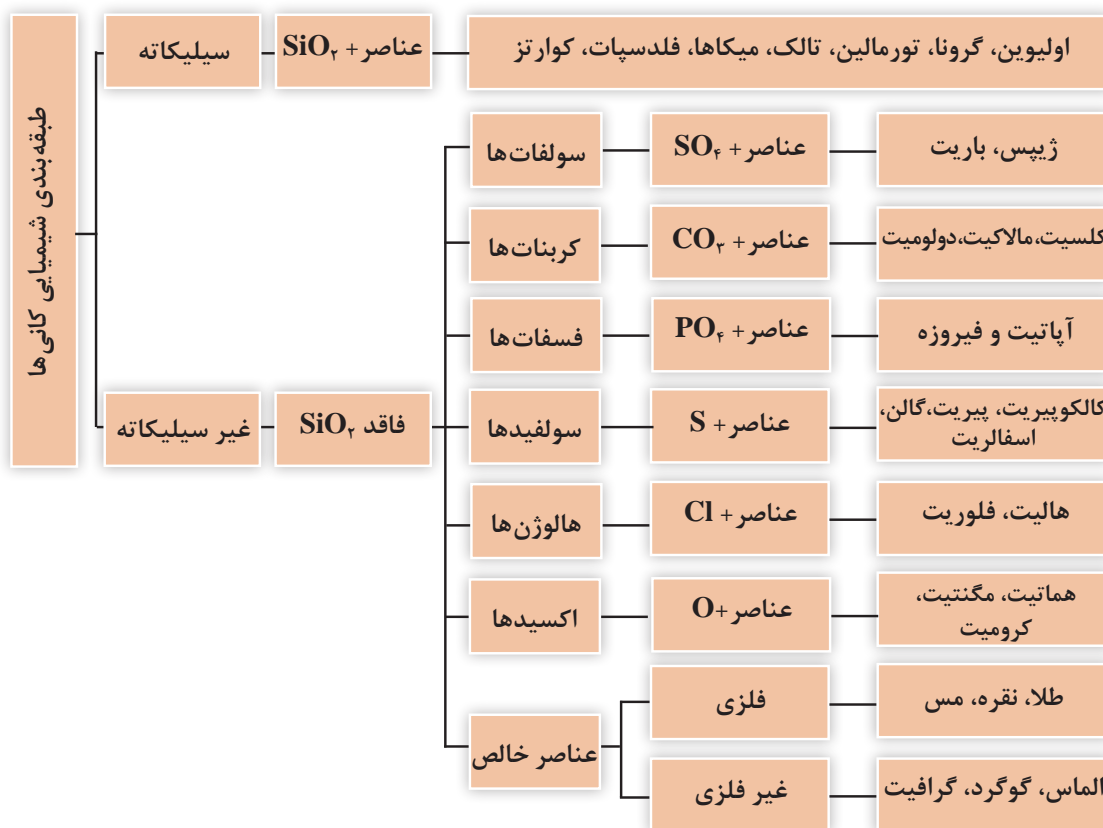 طبقه‌بندی شیمیایی کانی‌ها
سیلیکاته
عناصر + SiO۲
اولیوین، گرونا، تورمالین، تالک، میکاها، فلدسپات، کوارتز
غیر سیلیکاته
فاقد SiO۲
سولفات‌ها
عناصر + SO۴
ژیپس، باریت
کربنات‌ها
عناصر + CO۳
کلسیت،مالاکیت،دولومیت
فسفات‌ها
عناصر + PO۴
آپاتیت و فیروزه
سولفیدها
عناصر + S
کالکوپیریت، پیریت،گالن،
اسفالریت
هالوژن‌ها
عناصر + Cl
هالیت، فلوریت
اکسیدها
عناصر +O
هماتیت، مگنتیت،
کرومیت
عناصر خالص
فلزی
طلا، نقره، مس
غیر فلزی
الماس، گوگرد، گرافیت